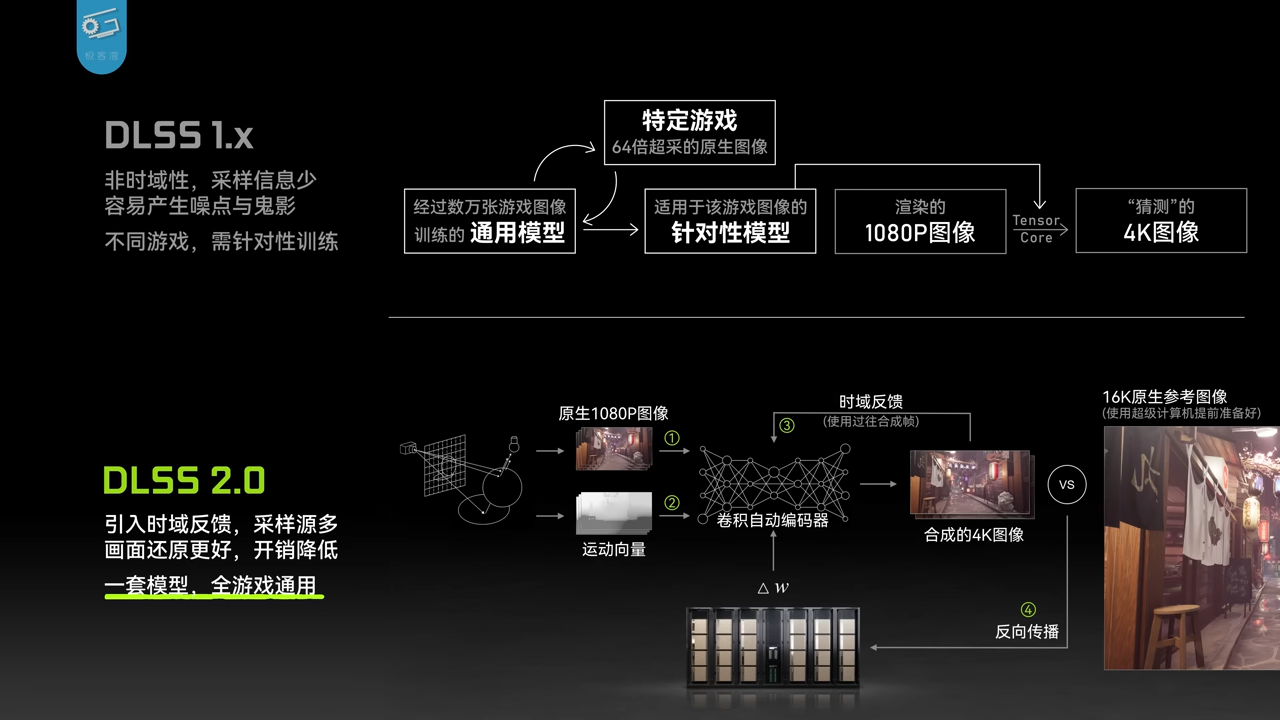 极客湾
DLSS 1.x
非时域性，采样信息少
容易产生噪点与鬼影
不同游戏，需针对性训练
特定游戏
64倍超采的原生图像
经过数万张游戏图像
训练的 通用模型
适用于该游戏图像的
针对性模型
渲染的
1080P图像
Tensor
Core
“猜测”的
4K图像
DLSS 2.0
引入时域反馈，采样源多
画面还原更好，开销降低
一套模型，全游戏通用
原生1080P图像
①
②
运动向量
时域反馈
(使用过往合成帧)
③
卷积自动编码器
△ w
合成的4K图像
VS
16K原生参考图像
(使用超级计算机提前准备好)
④
反向传播